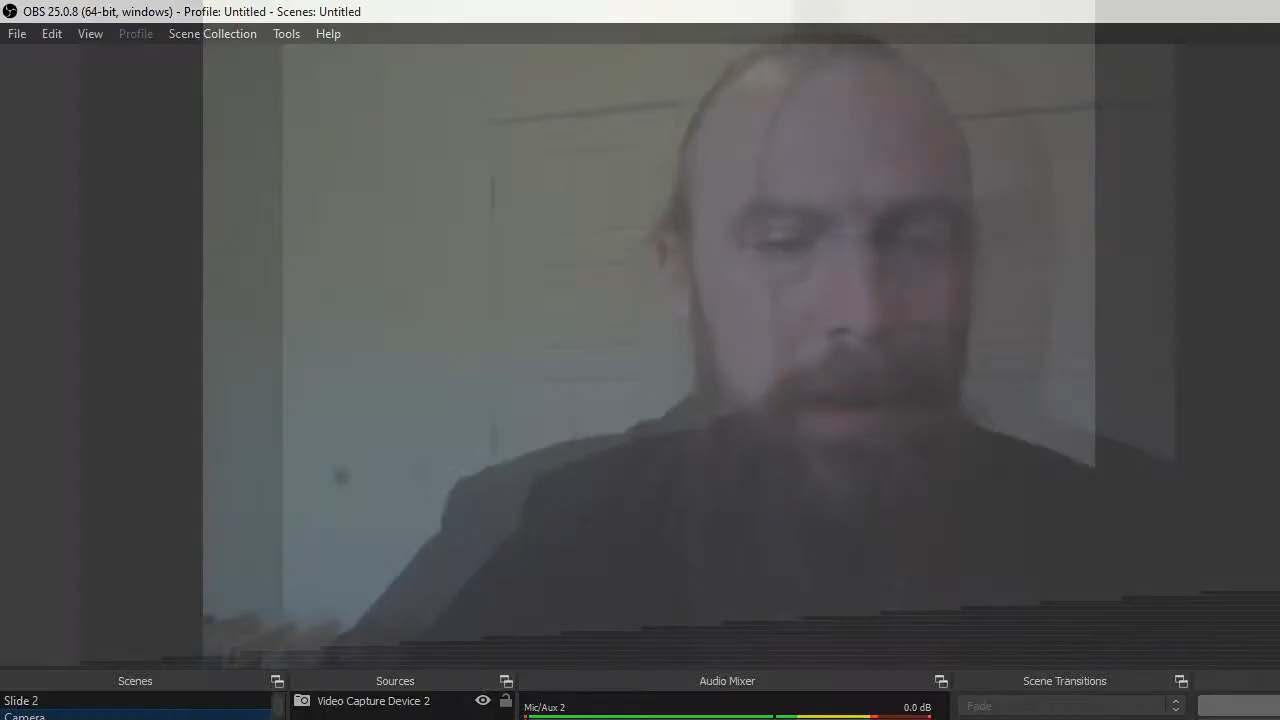 OBS 25.0.8 (64-bit, windows) - Profile: Untitled - Scenes: Untitled
File Edit View Profile Scene Collection Tools Help
Scenes Sources Audio Mixer Scene Transitions
Slide 2 Video Capture Device 2 Mic/Aux 2 0.0 dB Fade
Camera